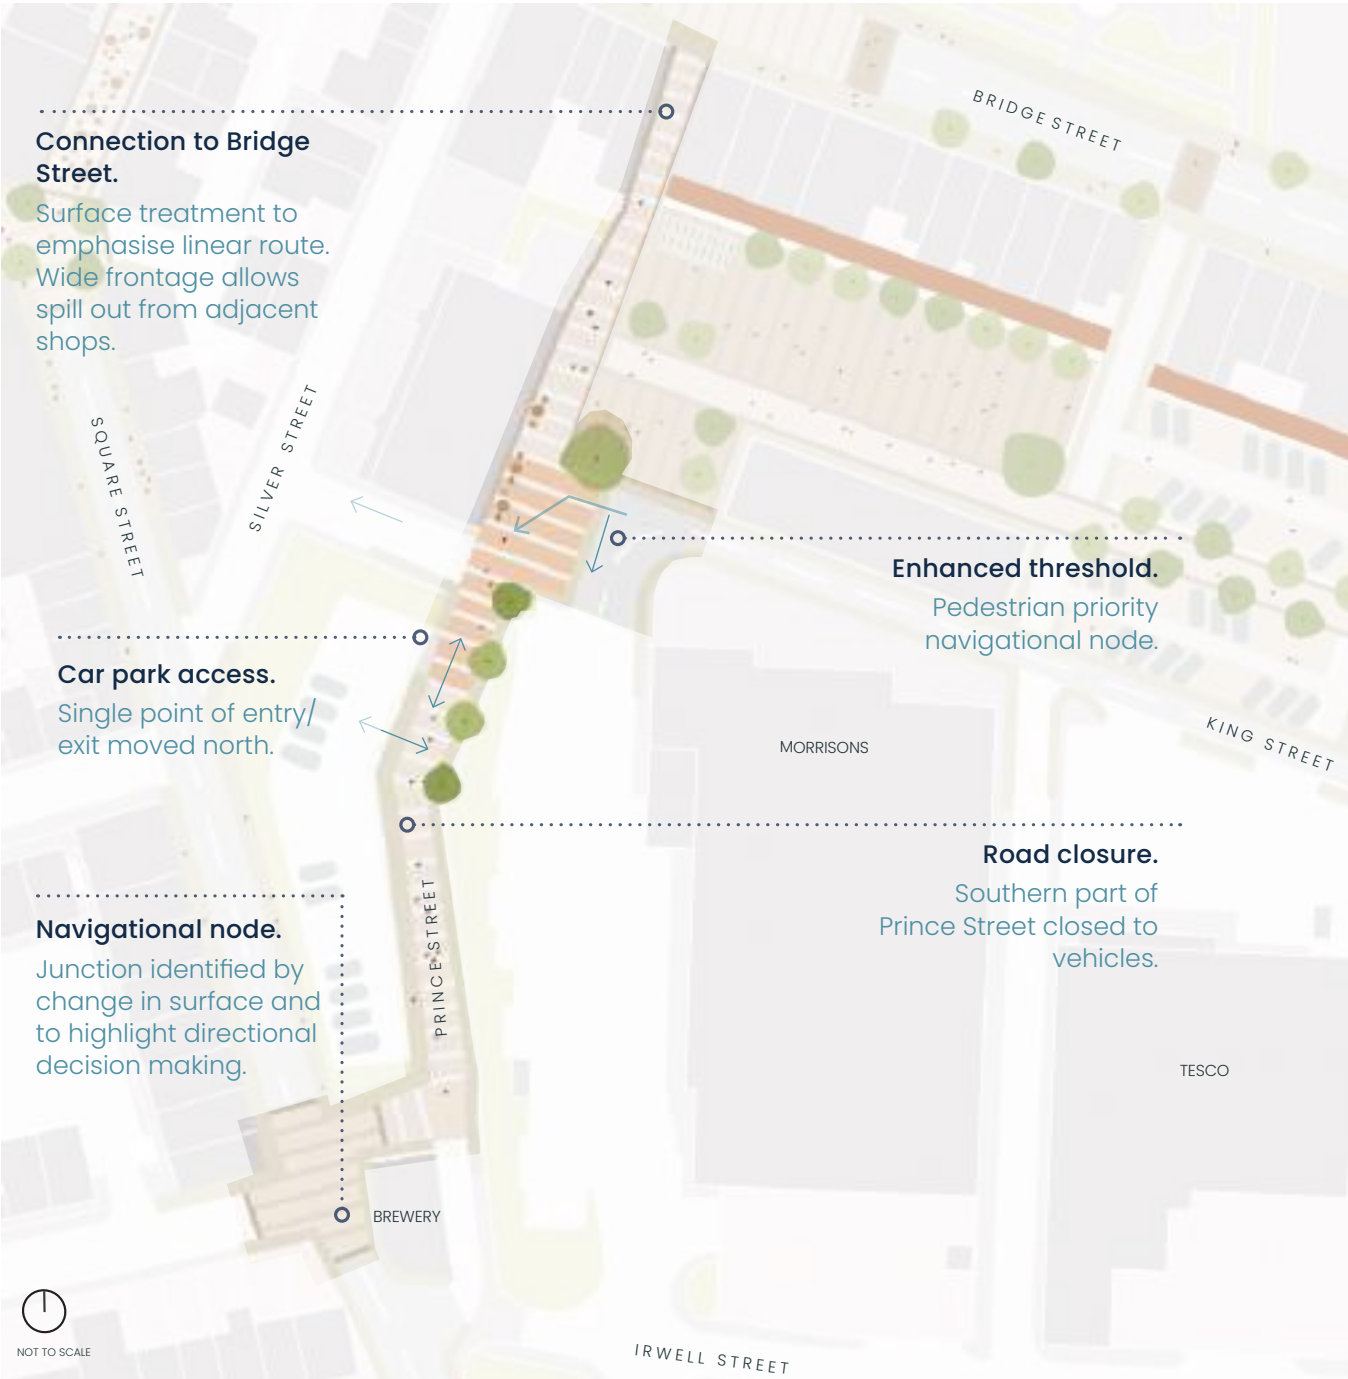 BRIDGE STREET
Connection to Bridge
Street.
Surface treatment to
emphasise linear route.
Wide frontage allows
spill out from adjacent
shops.
SQUARE STREET
SILVER STREET
Enhanced threshold.
Pedestrian priority
navigational node.
Car park access.
Single point of entry/
exit moved north.
MORRISONS
KING STREET
Road closure.
Southern part of
Prince Street closed to
vehicles.
PRINCE STREET
Navigational node.
Junction identified by
change in surface and
to highlight directional
decision making.
TESCO
BREWERY
NOT TO SCALE
IRWELL STREET